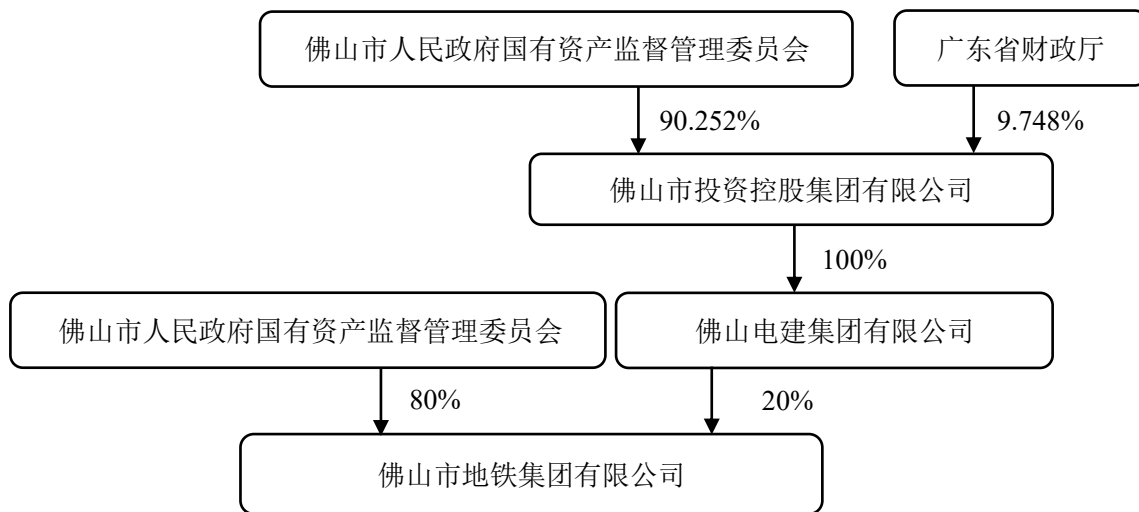 佛山市人民政府国有资产监督管理委员会
广东省财政厅
90.252%
9.748%
佛山市投资控股集团有限公司
100%
佛山市人民政府国有资产监督管理委员会
佛山电建集团有限公司
80%
20%
佛山市地铁集团有限公司